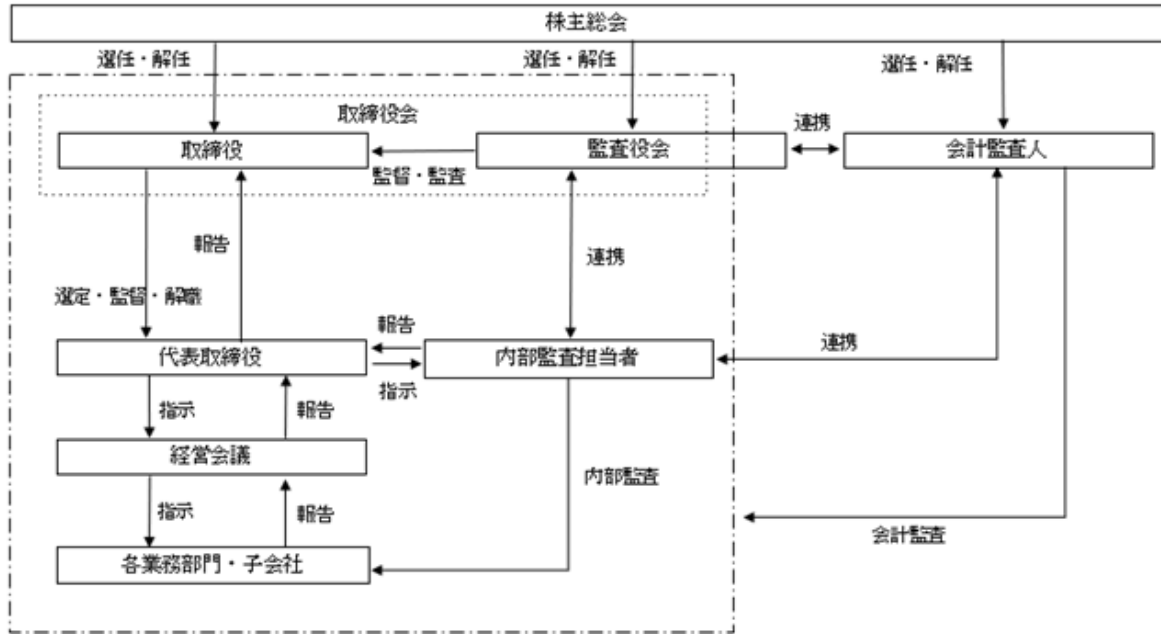 株主総会
選任・解任
選任・解任
選任・解任
取締役会
連携
取締役
監査役会
会計監査人
監督・監査
報告
連携
選定・監督・解職
報告
連携
代表取締役
内部監査担当者
指示
指示
報告
経営会議
内部監査
指示
報告
会計監査
各業務部門・子会社